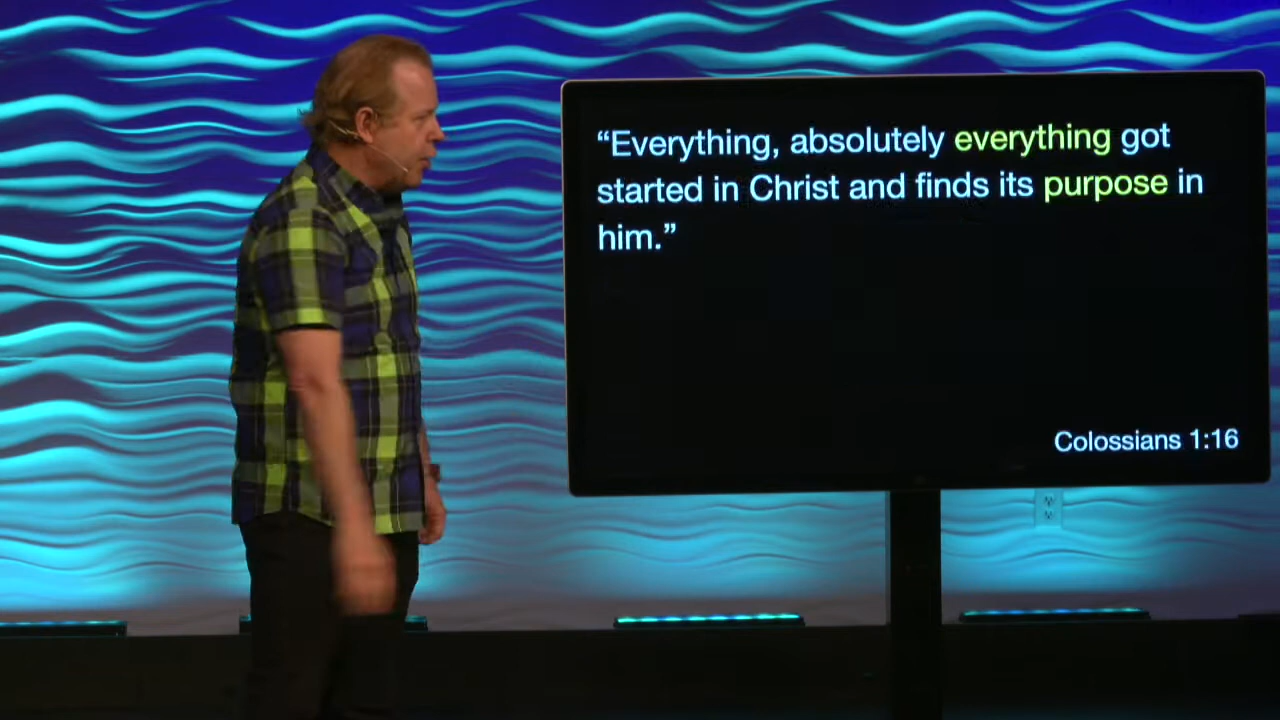 “Everything, absolutely everything got
started in Christ and finds its purpose in
him.”
Colossians 1:16